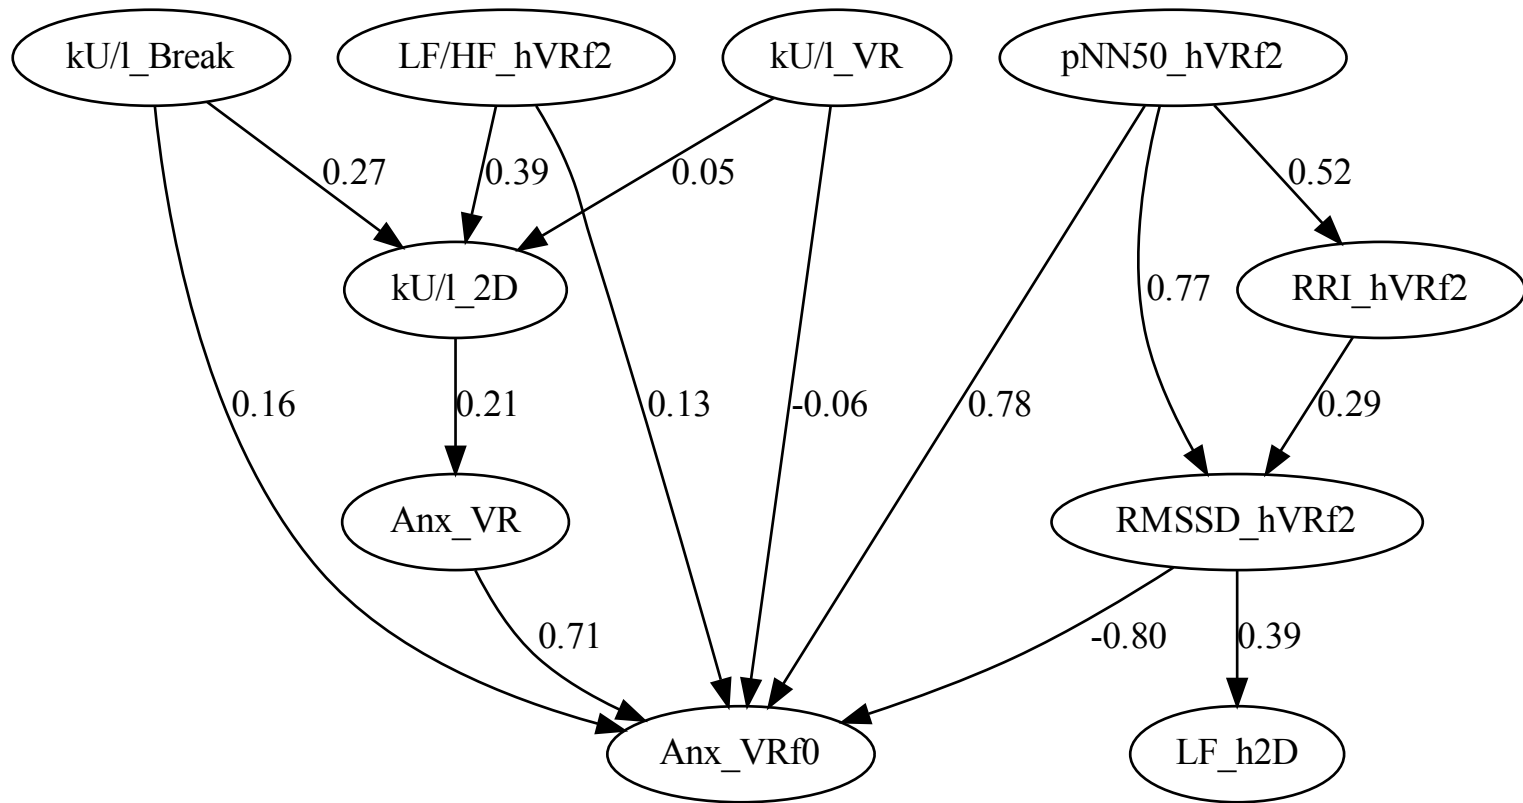 kU/l_Break
LF/HF_hVRf2
kU/l_VR
pNN50_hVRf2
0.27
0.39
0.05
0.52
kU/l_2D
0.77
RRI_hVRf2
0.16
0.21
0.13
-0.06
0.78
0.29
Anx_VR
RMSSD_hVRf2
0.71
-0.80
0.39
Anx_VRf0
LF_h2D